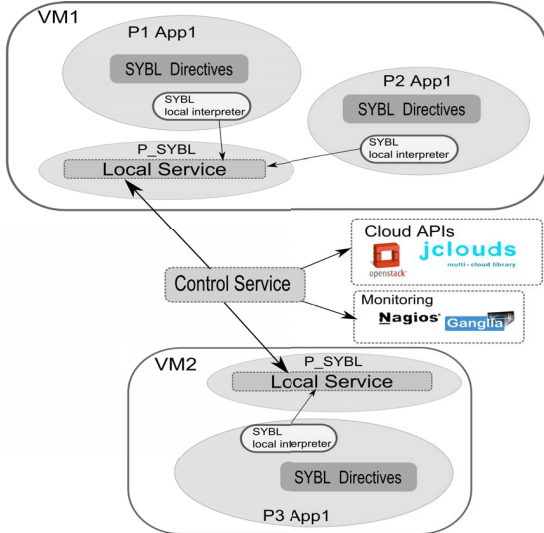 VM1
P1 App1
SYBL Directives
SYBL
local interpreter
P2 App1
SYBL Directives
SYBL
local interpreter
P_SYBL
Local Service
Cloud APIs
openstack
jclouds
multi-cloud library
Control Service
Monitoring
Nagios
Ganglia
VM2
P_SYBL
Local Service
SYBL
local interpreter
SYBL Directives
P3 App1